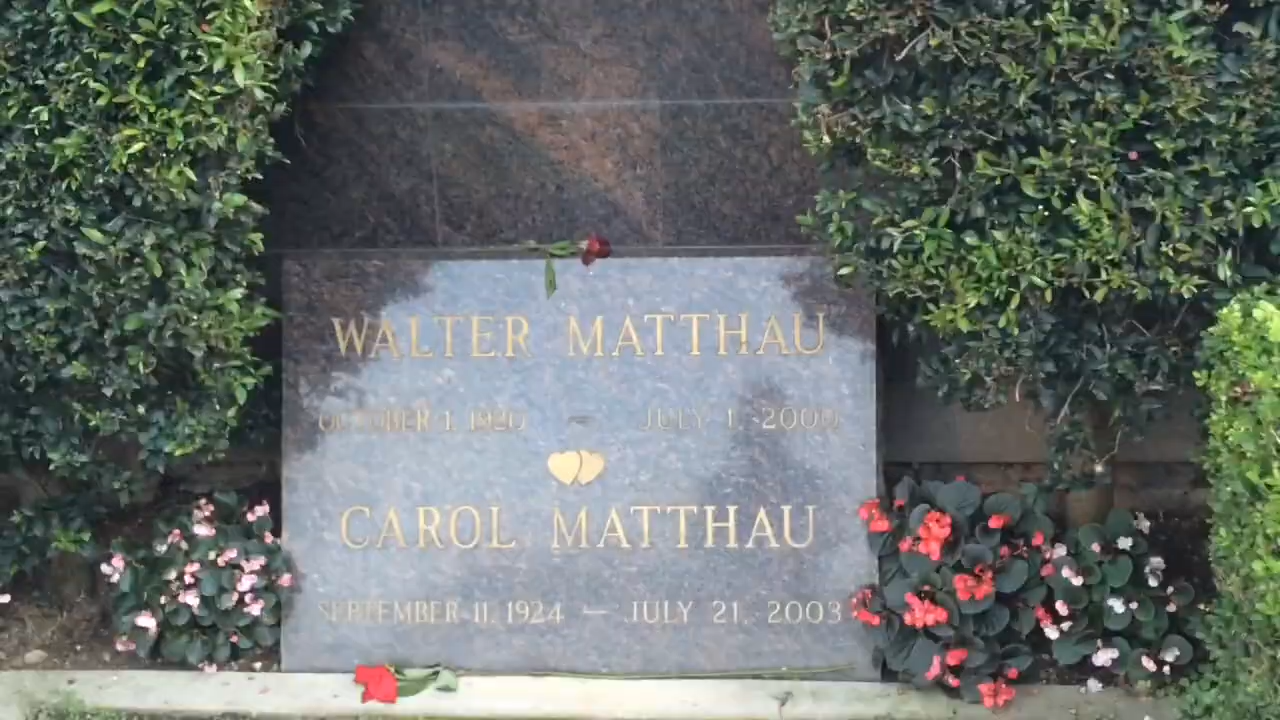 WALTER MATTHAU
OCTOBER 1, 1920 — JULY 1, 2000
CAROL MATTHAU
SEPTEMBER 11, 1924 — JULY 21, 2003